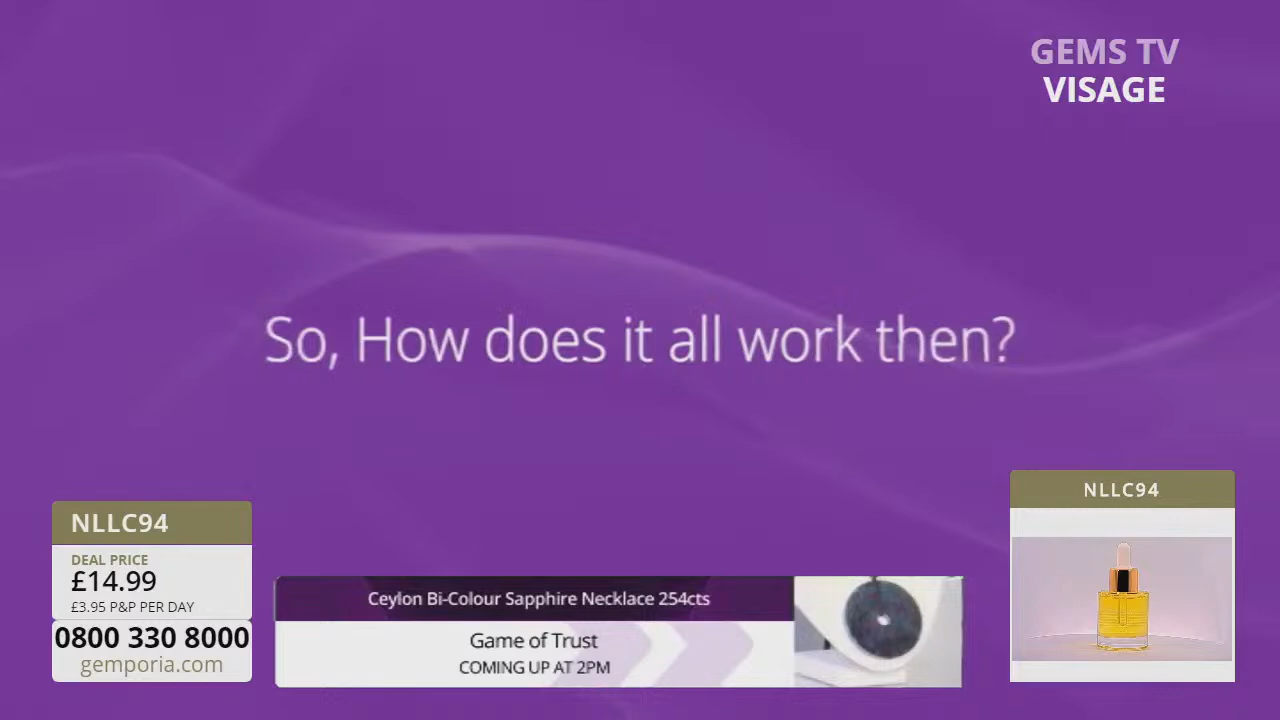 GEMS TV
VISAGE
So, How does it all work then?
NLLC94
DEAL PRICE
£14.99
£3.95 P&P PER DAY
0800 330 8000
gemporia.com
Ceylon Bi-Colour Sapphire Necklace 254cts
Game of Trust
COMING UP AT 2PM
NLLC94